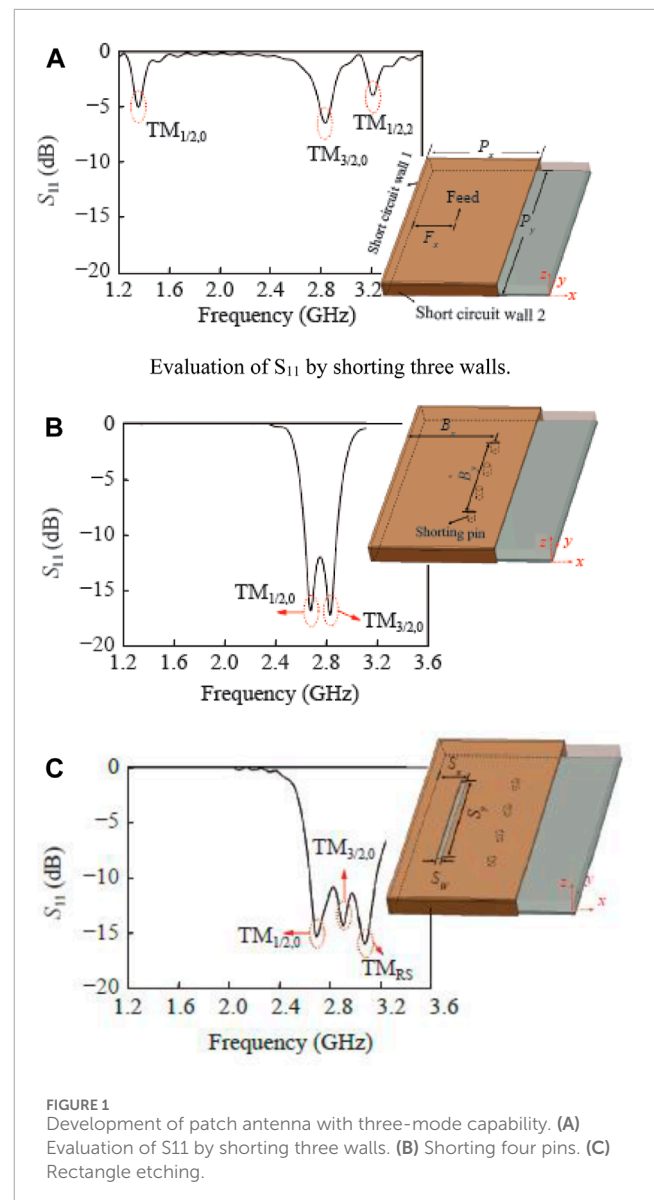 A
0
−5
−10
−15
−20
S11 (dB)
TM1/2,0
TM3/2,0
TM1/2,2
1.2 1.6 2.0 2.4 2.8 3.2 3.6
Frequency (GHz)
Short circuit wall 1
Px
Feed
Fx
Py
z y
x
Short circuit wall 2
Evaluation of S11 by shorting three walls.
B
0
−5
−10
−15
−20
S11 (dB)
TM1/2,0
TM3/2,0
1.2 1.6 2.0 2.4 2.8 3.2 3.6
Frequency (GHz)
Bx
By
Shorting pin
z y
x
C
0
−5
−10
−15
−20
S11 (dB)
TM3/2,0
TM1/2,0
TMRS
1.2 1.6 2.0 2.4 2.8 3.2 3.6
Frequency (GHz)
Sx
Sy
SW
z y
x
FIGURE 1
Development of patch antenna with three-mode capability. (A)
Evaluation of S11 by shorting three walls. (B) Shorting four pins. (C)
Rectangle etching.